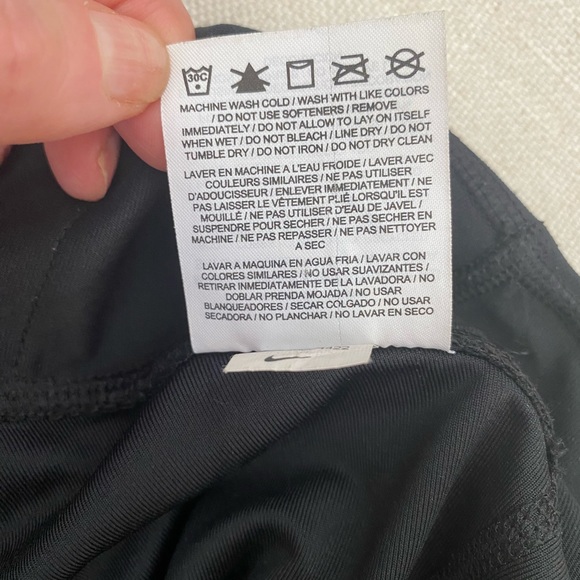 30C
MACHINE WASH COLD / WASH WITH LIKE COLORS
/ DO NOT USE SOFTENERS / REMOVE
IMMEDIATELY / DO NOT ALLOW TO LAY ON ITSELF
WHEN WET / DO NOT BLEACH / LINE DRY / DO NOT
TUMBLE DRY / DO NOT IRON / DO NOT DRY CLEAN
LAVER EN MACHINE A L'EAU FROIDE / LAVER AVEC
COULEURS SIMILAIRES / NE PAS UTILISER
D'ADOUCISSEUR / ENLEVER IMMÉDIATEMENT / NE
PAS LAISSER LE VÊTEMENT PLIÉ LORSQU'IL EST
MOUILLÉ / NE PAS UTILISER D'EAU DE JAVEL /
SUSPENDRE POUR SECHER / NE PAS SECHER EN
MACHINE / NE PAS REPASSER / NE PAS NETTOYER
A SEC
LAVAR A MAQUINA EN AGUA FRIA / LAVAR CON
COLORES SIMILARES / NO USAR SUAVIZANTES /
RETIRAR INMEDIATAMENTE DE LA LAVADORA / NO
DOBLAR PRENDA MOJADA / NO USAR
BLANQUEADORES / SECAR COLGADO / NO USAR
SECADORA / NO PLANCHAR / NO LAVAR EN SECO